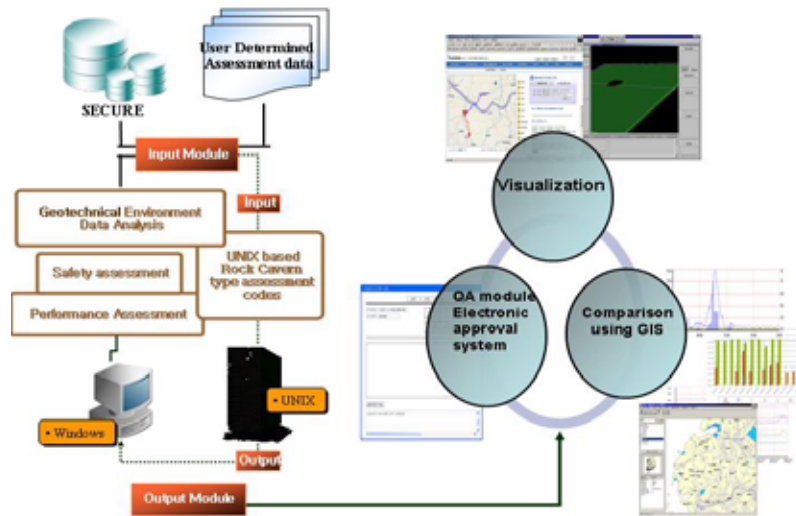 User Determined
Assessment data
SECURE
Input Module
Input
Geotechnical Environment
Data Analysis
UNIX based
Rock Cavern
type assessment
codes
Safety assessment
Performance Assessment
• Windows
• UNIX
Output
Output Module
Visualization
QA module
Electronic
approval
system
Comparison
using GIS